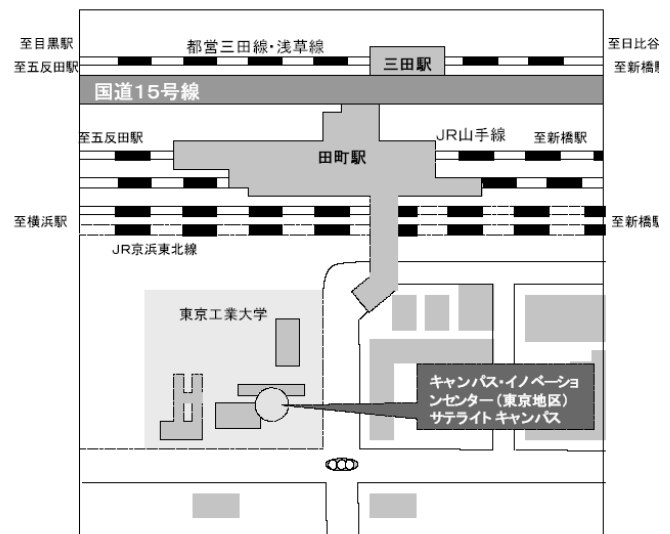 至目黒駅
都営三田線・浅草線
至日比谷
至五反田駅
三田駅
至新橋駅
国道15号線
至五反田駅
田町駅
JR山手線
至新橋駅
至横浜駅
至新橋駅
JR京浜東北線
東京工業大学
キャンパス・イノベーショ
ンセンター(東京地区)
サテライト キャンパス